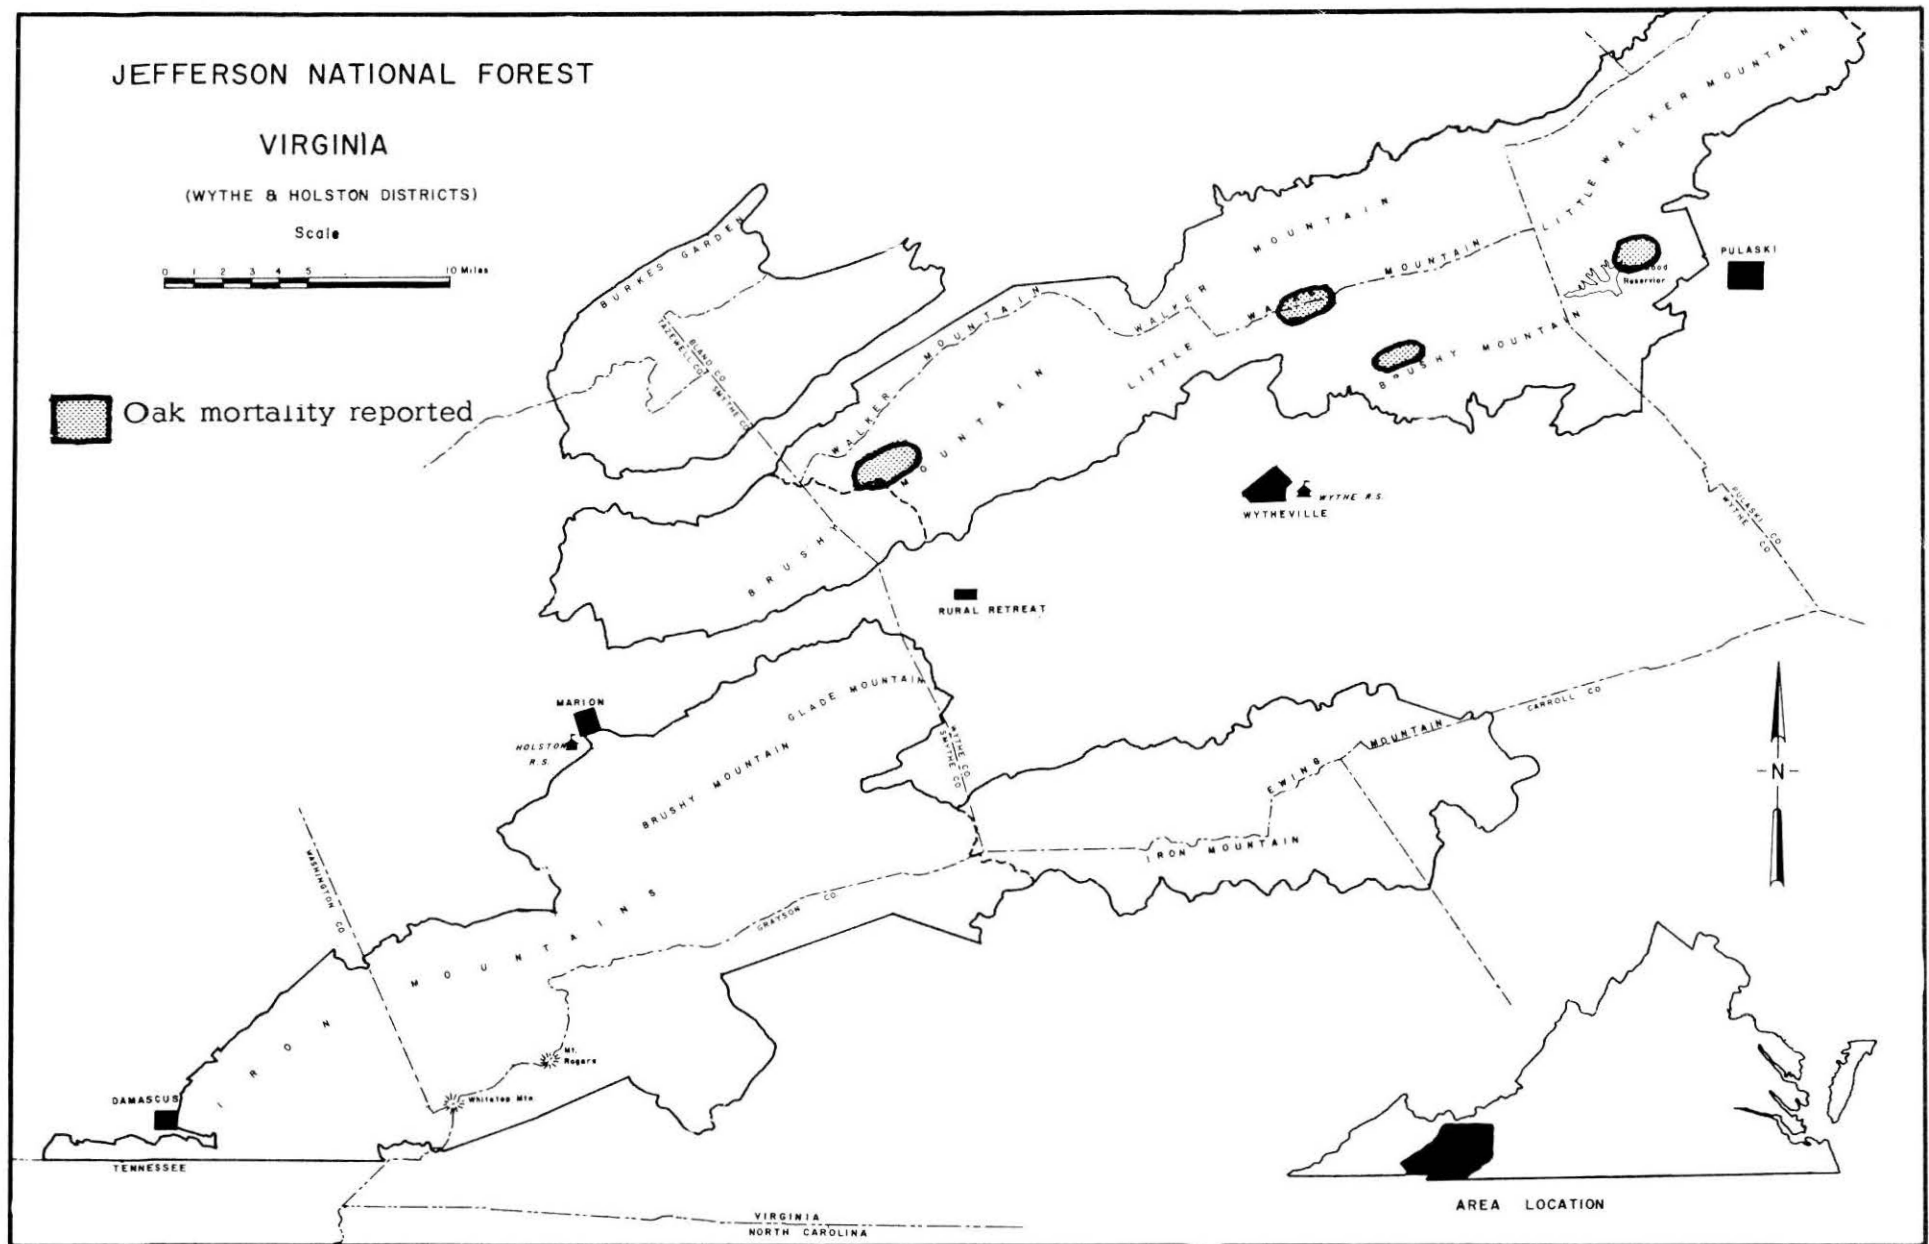 JEFFERSON NATIONAL FOREST
VIRGINIA
(WYTHE & HOLSTON DISTRICTS)
Scale
0 1 2 3 4 5 10 Miles
Oak mortality reported
BURKES GARDEN
BLAND CO
TAZEWELL CO
SMYTHE CO
WALKER MOUNTAIN
WALKER MOUNTAIN
LITTLE MOUNTAIN
LITTLE WALKER MOUNTAIN
BRUSHY MOUNTAIN
Reservior
PULASKI
BRUSHY MOUNTAIN
WYTHE R.S.
WYTHEVILLE
PULASKI CO
WYTHE CO
RURAL RETREAT
MARION
HOLSTON
R.S.
GLADE MOUNTAIN
BRUSHY MOUNTAIN
WYTHE CO
SMYTHE CO
EWING MOUNTAIN
CARROLL CO
IRON MOUNTAIN
N
WASHINGTON CO
GRAYSON CO
IRON MOUNTAINS
Mt.
Rogers
Whitetop Mtn
DAMASCUS
TENNESSEE
VIRGINIA
NORTH CAROLINA
AREA LOCATION